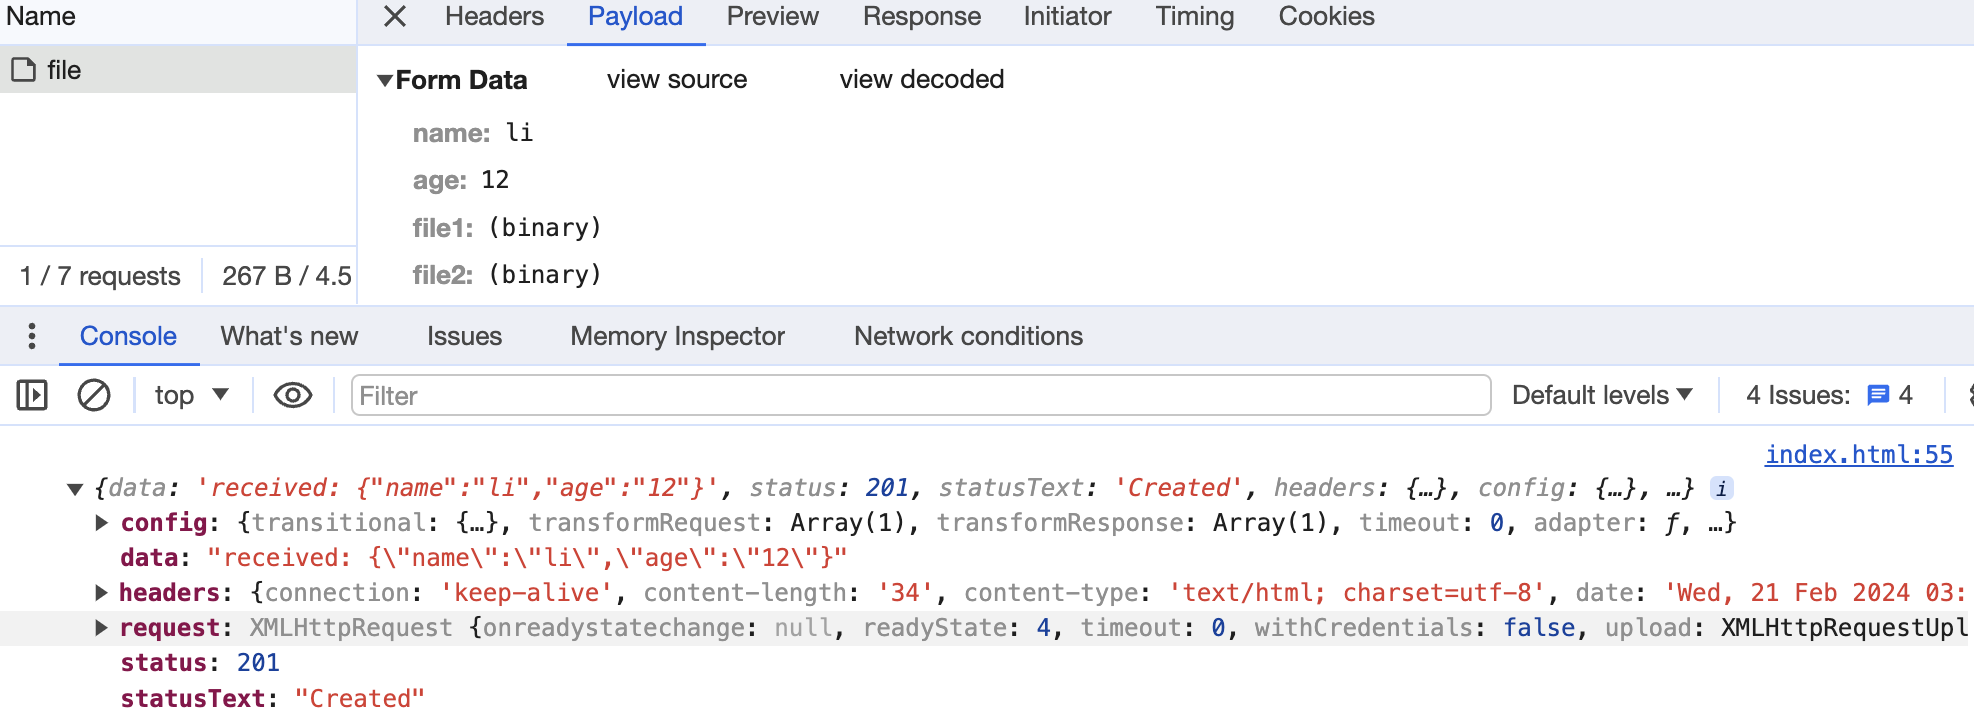 Name
Headers Payload Preview Response Initiator Timing Cookies
file
Form Data view source view decoded
name: li
age: 12
file1: (binary)
file2: (binary)
1 / 7 requests 267 B / 4.5
Console What's new Issues Memory Inspector Network conditions
top Filter Default levels 4 Issues: 4
index.html:55
{data: 'received: {"name":"li","age":"12"}', status: 201, statusText: 'Created', headers: {…}, config: {…}, …} i
config: {transitional: {…}, transformRequest: Array(1), transformResponse: Array(1), timeout: 0, adapter: ƒ, …}
data: "received: {\"name\":\"li\",\"age\":\"12\"}"
headers: {connection: 'keep-alive', content-length: '34', content-type: 'text/html; charset=utf-8', date: 'Wed, 21 Feb 2024 03:
request: XMLHttpRequest {onreadystatechange: null, readyState: 4, timeout: 0, withCredentials: false, upload: XMLHttpRequestUpl
status: 201
statusText: "Created"